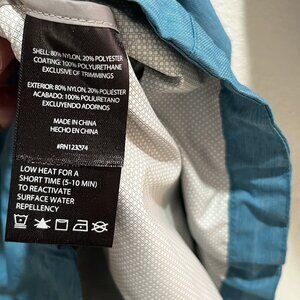 SHELL: 80% NYLON, 20% POLYESTER
COATING: 100% POLYURETHANE
EXCLUSIVE OF TRIMMINGS
EXTERIOR: 80% NYLON, 20% POLIÉSTER
ACABADO: 100% POLIURETANO
EXCLUYENDO ADORNOS
MADE IN CHINA
HECHO EN CHINA
LOW HEAT FOR A
SHORT TIME (5-10 MIN)
TO REACTIVATE
SURFACE WATER
REPELLENCY